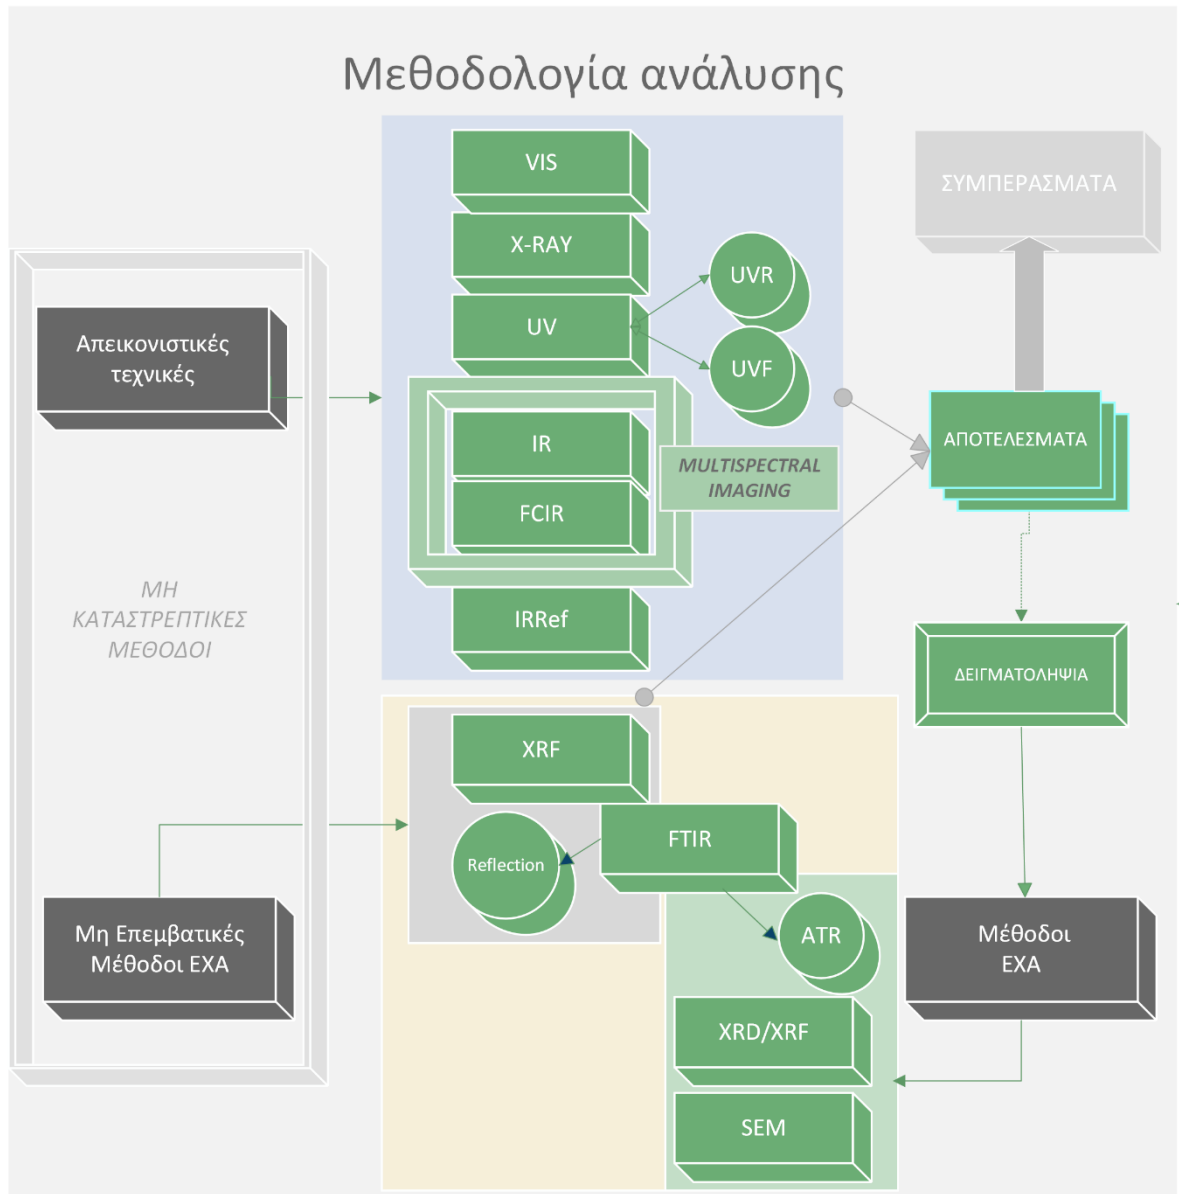 Μεθοδολογία ανάλυσης
VIS
X-RAY
UV
UVR
UVF
IR
FCIR
MULTISPECTRAL
IMAGING
IRRef
ΣΥΜΠΕΡΑΣΜΑΤΑ
Απεικονιστικές
τεχνικές
ΑΠΟΤΕΛΕΣΜΑΤΑ
ΜΗ
ΚΑΤΑΣΤΡΕΠΤΙΚΕΣ
ΜΕΘΟΔΟΙ
ΔΕΙΓΜΑΤΟΛΗΨΙΑ
XRF
Reflection
FTIR
ATR
Μη Επεμβατικές
Μέθοδοι ΕΧΑ
Μέθοδοι
ΕΧΑ
XRD/XRF
SEM